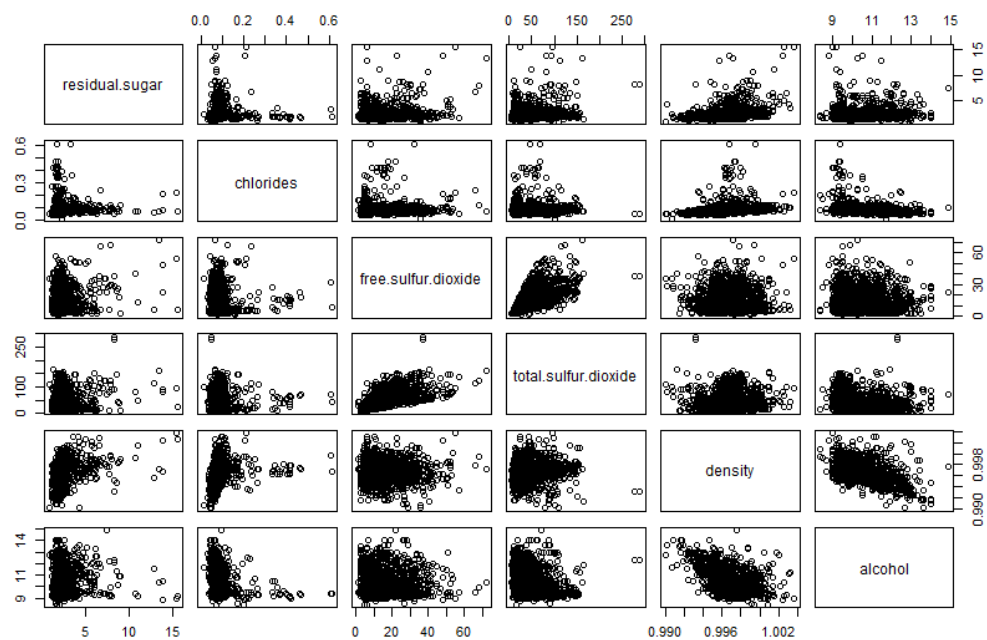 0.0 0.2 0.4 0.6 0 50 150 250 9 11 13 15
residual.sugar
5 10 15
0.0 0.3 0.6
chlorides
free.sulfur.dioxide
0 30 60
0 100 250
total.sulfur.dioxide
density
0.990 0.998
9 11 14
alcohol
5 10 15 0 20 40 60 0.990 0.996 1.002